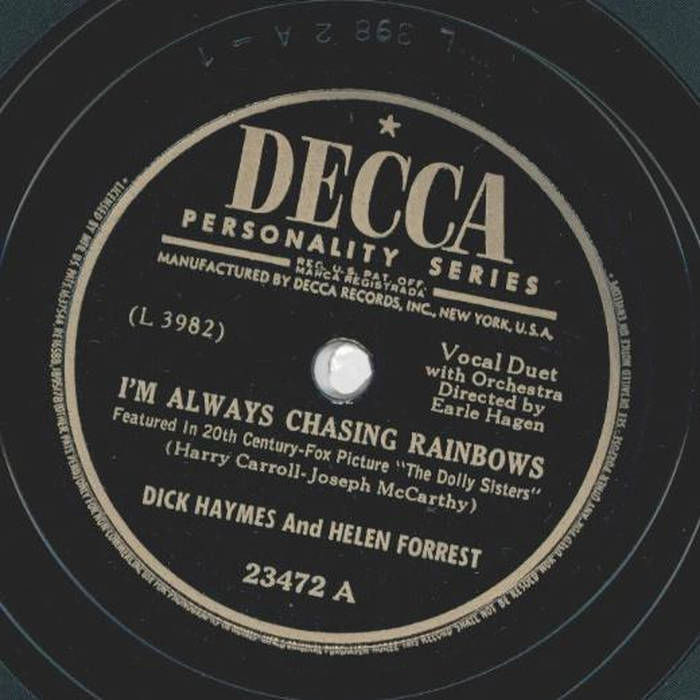 L 3982 A - 1
DECCA
PERSONALITY SERIES
REG. U.S. PAT. OFF.
MARCA REGISTRADA
MANUFACTURED BY DECCA RECORDS, INC., NEW YORK, U.S.A.
(L 3982)
Vocal Duet
with Orchestra
Directed by
Earle Hagen
I'M ALWAYS CHASING RAINBOWS
Featured In 20th Century-Fox Picture "The Dolly Sisters"
(Harry Carroll-Joseph McCarthy)
DICK HAYMES And HELEN FORREST
23472 A